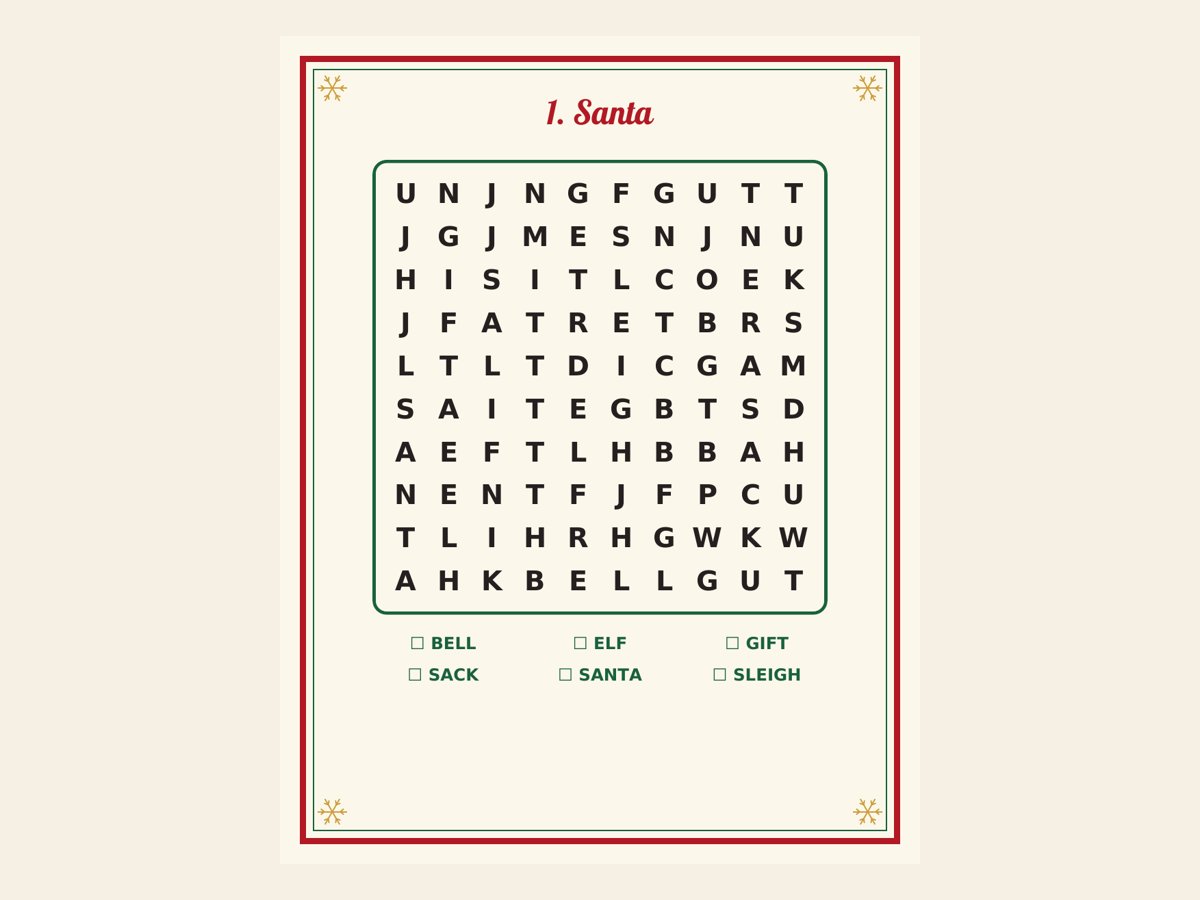 1. Santa
U N J N G F G U T T
J G J M E S N J N U
H I S I T L C O E K
J F A T R E T B R S
L T L T D I C G A M
S A I T E G B T S D
A E F T L H B B A H
N E N T F J F P C U
T L I H R H G W K W
A H K B E L L G U T
☐ BELL ☐ ELF ☐ GIFT
☐ SACK ☐ SANTA ☐ SLEIGH